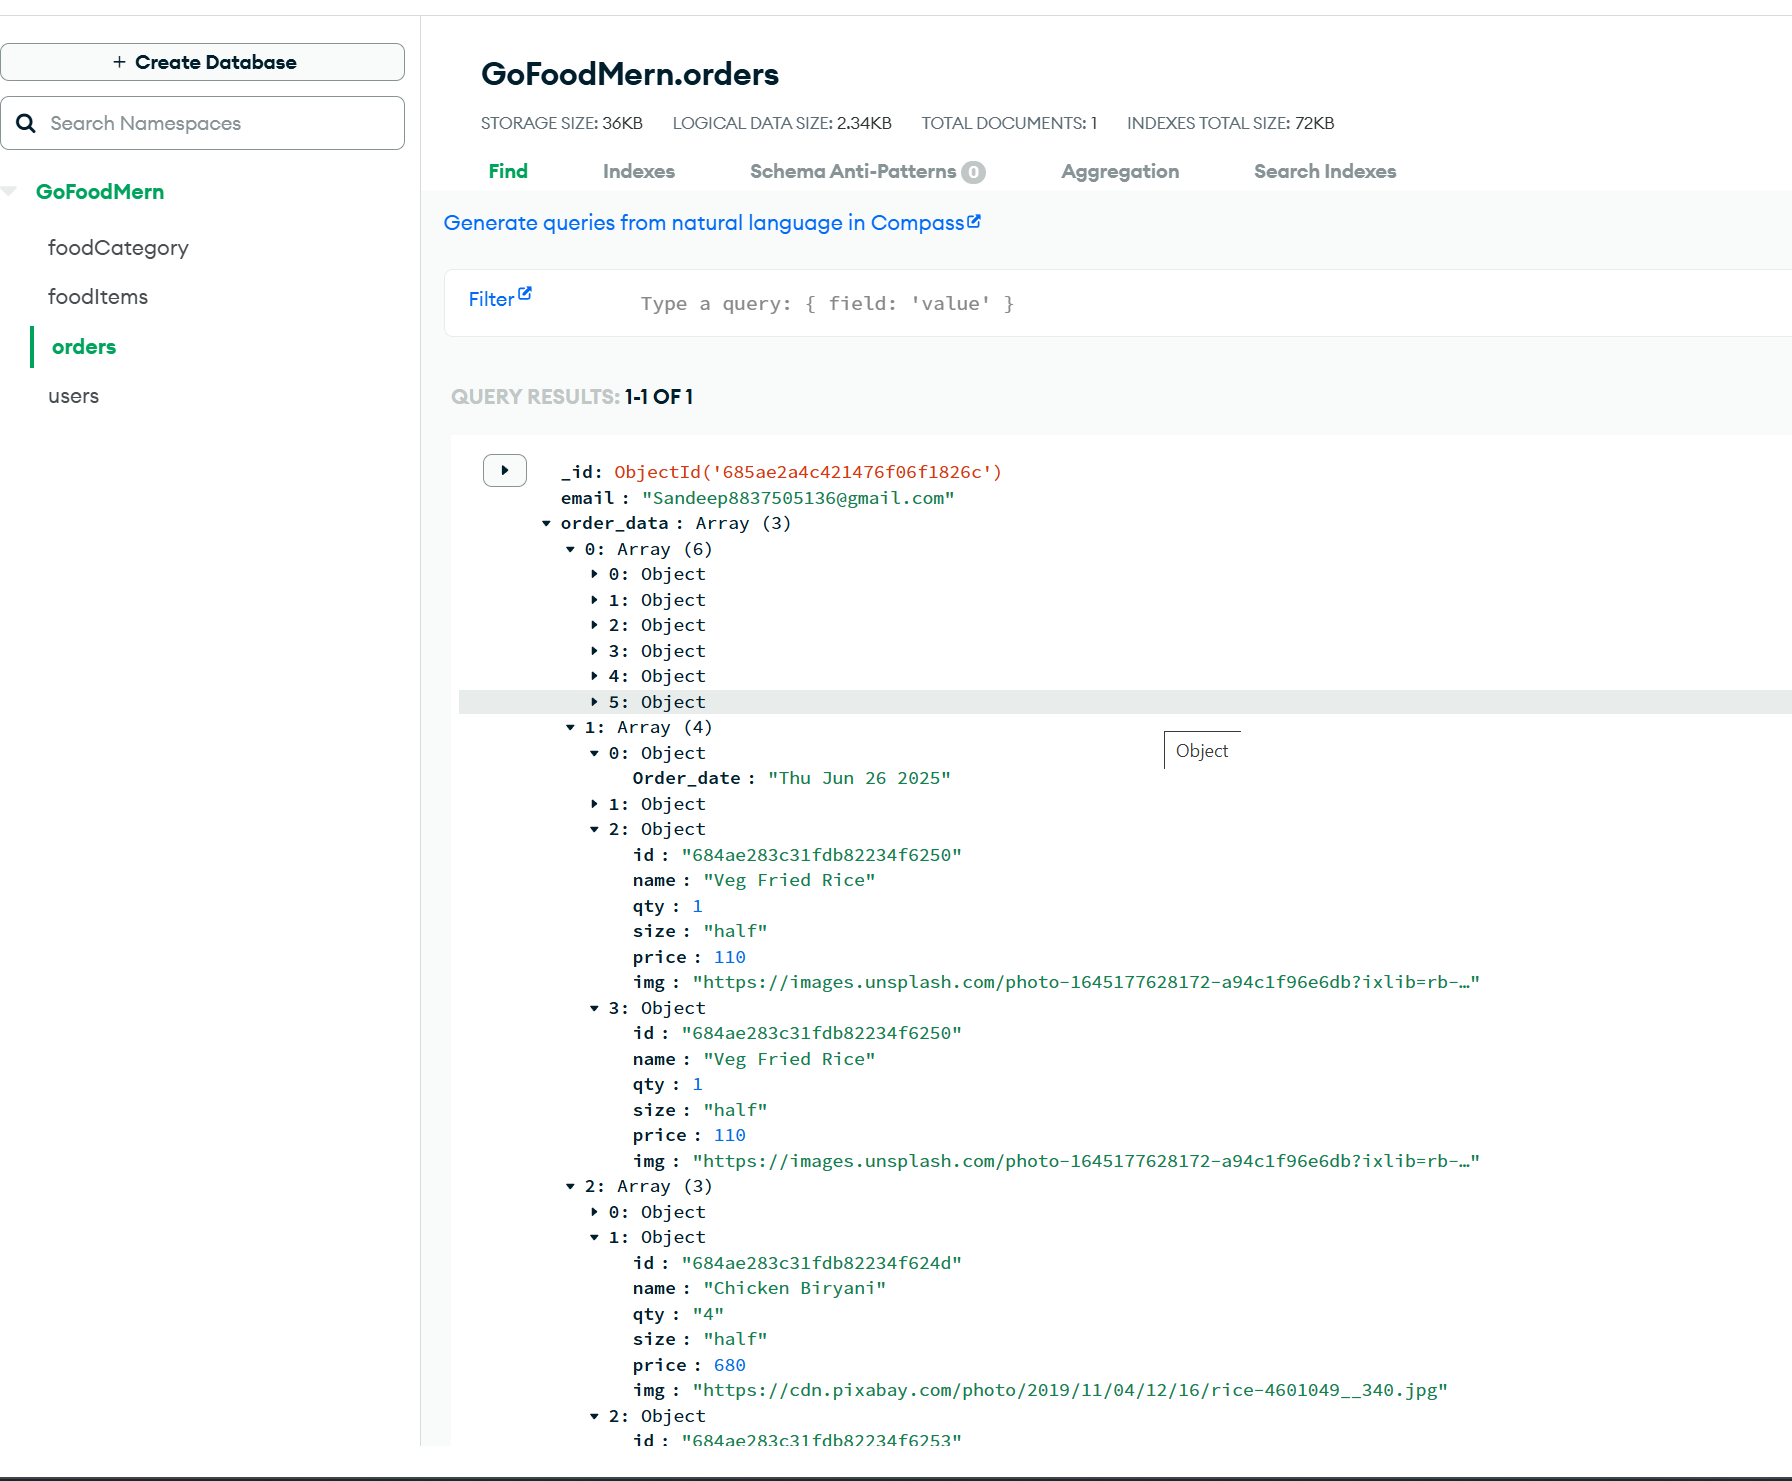 + Create Database
Search Namespaces
GoFoodMern
foodCategory
foodItems
orders
users
GoFoodMern.orders
STORAGE SIZE: 36KB LOGICAL DATA SIZE: 2.34KB TOTAL DOCUMENTS: 1 INDEXES TOTAL SIZE: 72KB
Find Indexes Schema Anti-Patterns 0 Aggregation Search Indexes
Generate queries from natural language in Compass
Filter Type a query: { field: 'value' }
QUERY RESULTS: 1-1 OF 1
_id: ObjectId('685ae2a4c421476f06f1826c')
email : "Sandeep8837505136@gmail.com"
order_data : Array (3)
0: Array (6)
0: Object
1: Object
2: Object
3: Object
4: Object
5: Object
1: Array (4)
0: Object
Object
Order_date : "Thu Jun 26 2025"
1: Object
2: Object
id : "684ae283c31fdb82234f6250"
name : "Veg Fried Rice"
qty : 1
size : "half"
price : 110
img : "https://images.unsplash.com/photo-1645177628172-a94c1f96e6db?ixlib=rb-…"
3: Object
id : "684ae283c31fdb82234f6250"
name : "Veg Fried Rice"
qty : 1
size : "half"
price : 110
img : "https://images.unsplash.com/photo-1645177628172-a94c1f96e6db?ixlib=rb-…"
2: Array (3)
0: Object
1: Object
id : "684ae283c31fdb82234f624d"
name : "Chicken Biryani"
qty : "4"
size : "half"
price : 680
img : "https://cdn.pixabay.com/photo/2019/11/04/12/16/rice-4601049__340.jpg"
2: Object
id : "684ae283c31fdb82234f6253"